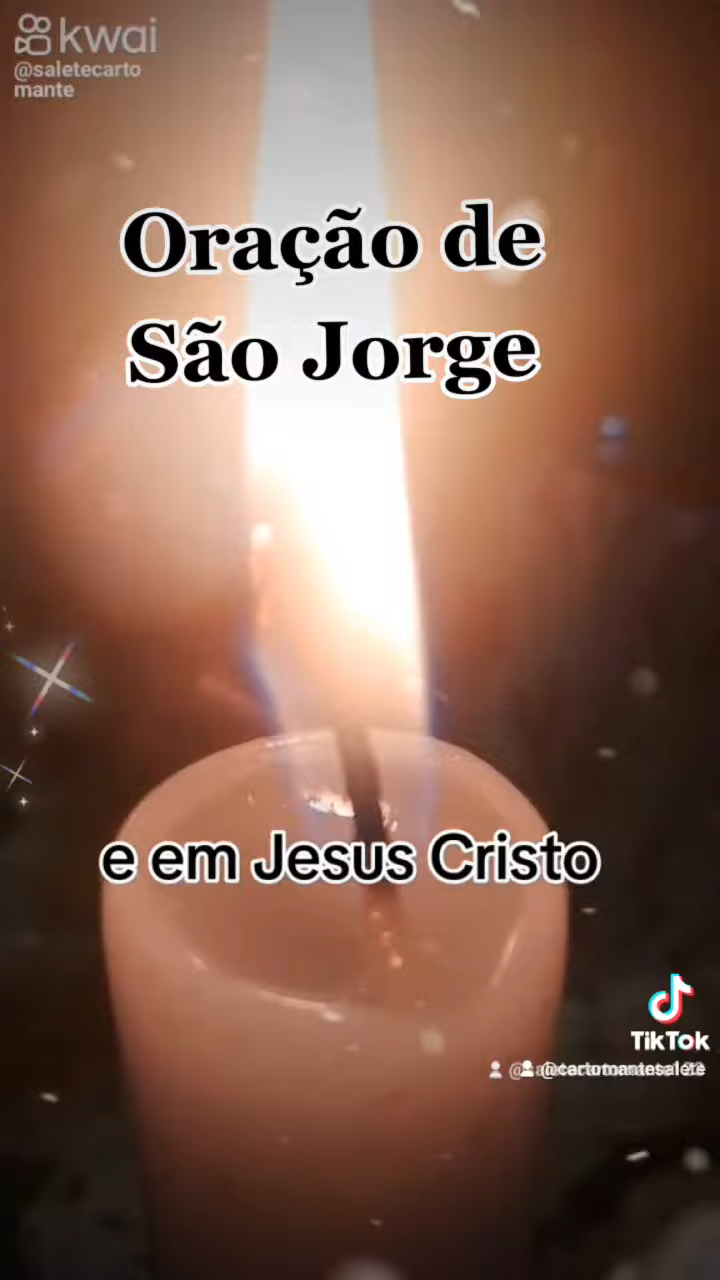 kwai
@saletecarto
mante
Oração de
São Jorge
e em Jesus Cristo
TikTok
@cartomantesalete